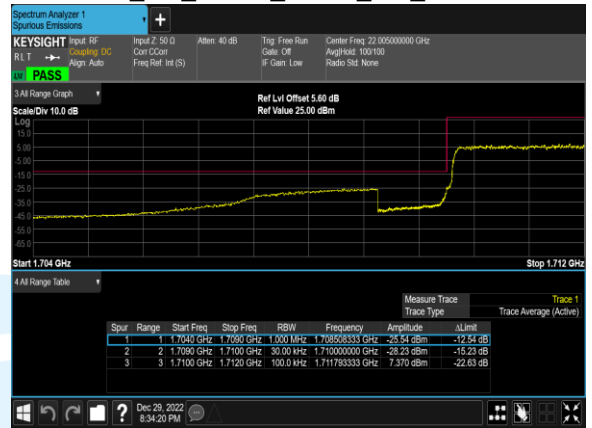 Spectrum Analyzer 1
Spurious Emissions
KEYSIGHT Input: RF
Coupling: DC
Align: Auto
RLT
LXI PASS
Input Z: 50 Ω
Corr CCorr
Freq Ref: Int (S)
Atten: 40 dB
Trig: Free Run
Gate: Off
IF Gain: Low
Center Freq: 22.005000000 GHz
Avg|Hold: 100/100
Radio Std: None
3 All Range Graph
Scale/Div 10.0 dB
Ref Lvl Offset 5.60 dB
Ref Value 25.00 dBm
Log
15.0
5.00
-5.00
-15.0
-25.0
-35.0
-45.0
-55.0
-65.0
Start 1.704 GHz
Stop 1.712 GHz
4 All Range Table
Measure Trace Trace 1
Trace Type Trace Average (Active)
Spur Range Start Freq Stop Freq RBW Frequency Amplitude ΔLimit
1 1 1.7040 GHz 1.7090 GHz 1.000 MHz 1.708508333 GHz -25.54 dBm -12.54 dB
2 2 1.7090 GHz 1.7100 GHz 30.00 kHz 1.710000000 GHz -28.23 dBm -15.23 dB
3 3 1.7100 GHz 1.7120 GHz 100.0 kHz 1.711793333 GHz 7.370 dBm -22.63 dB
?
Dec 29, 2022
8:34:20 PM